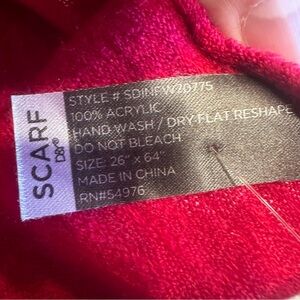 SCARF
STYLE # SDINFW20775
100% ACRYLIC
HAND WASH / DRY FLAT RESHAPE
DO NOT BLEACH
SIZE: 26" x 64"
MADE IN CHINA
RN#54976